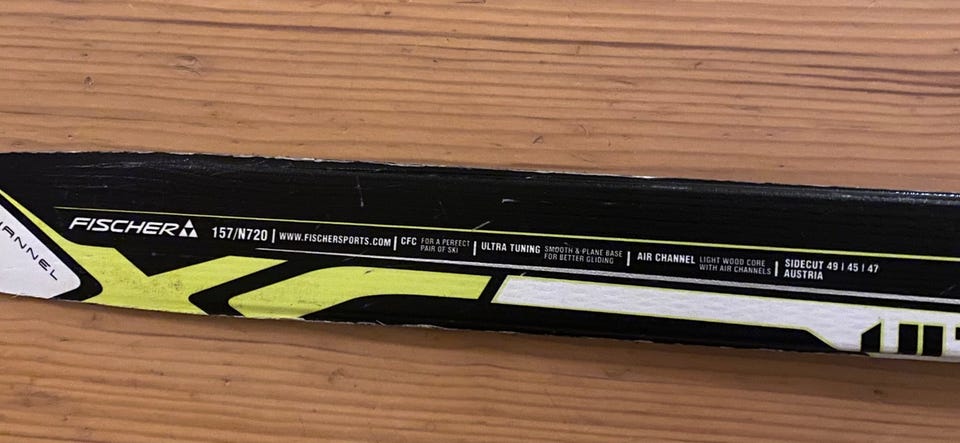 FISCHER 157/N720 | WWW.FISCHERSPORTS.COM | CFC FOR A PERFECT PAIR OF SKI | ULTRA TUNING SMOOTH & PLANE BASE FOR BETTER GLIDING | AIR CHANNEL LIGHT WOOD CORE WITH AIR CHANNELS | SIDECUT 49 | 45 | 47 AUSTRIA
HANNEL